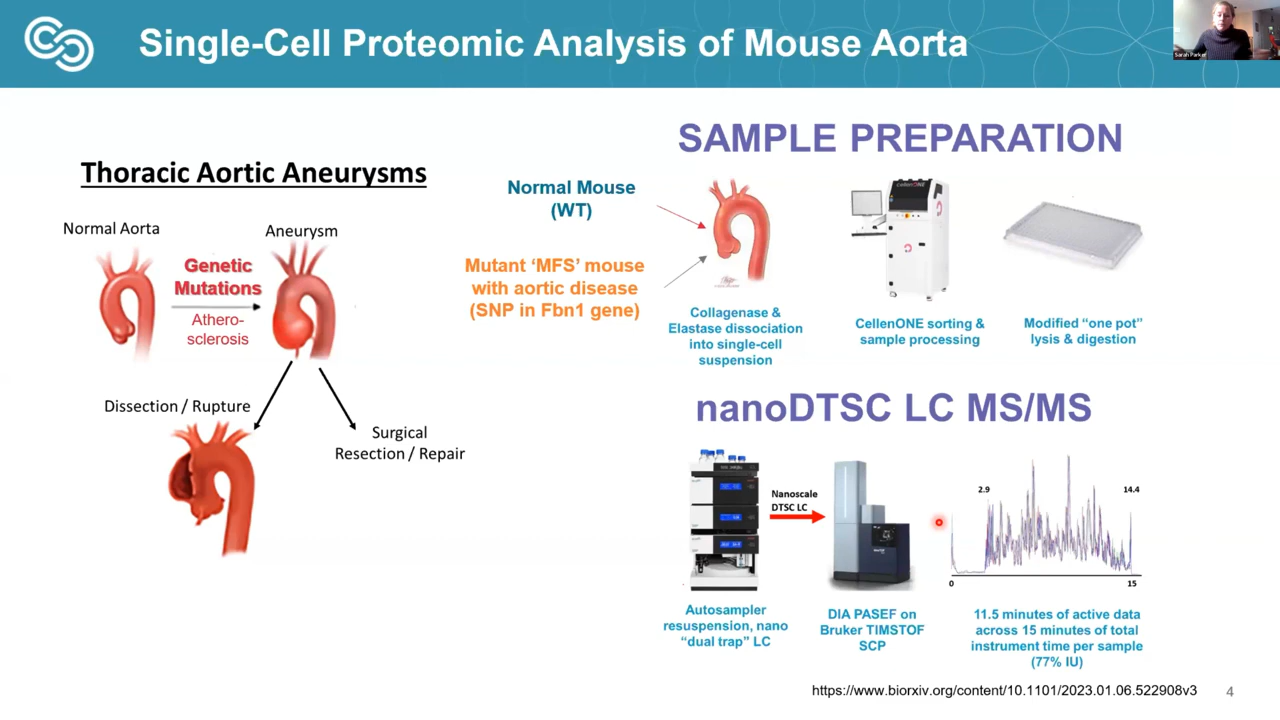 Single-Cell Proteomic Analysis of Mouse Aorta
Sarah Parker
Thoracic Aortic Aneurysms
Normal Aorta
Aneurysm
Genetic
Mutations
Athero-
sclerosis
Dissection / Rupture
Surgical
Resection / Repair
SAMPLE PREPARATION
Normal Mouse
(WT)
Mutant ‘MFS’ mouse
with aortic disease
(SNP in Fbn1 gene)
cellenONE
Collagenase &
Elastase dissociation
into single-cell
suspension
CellenONE sorting &
sample processing
Modified “one pot”
lysis & digestion
nanoDTSC LC MS/MS
Nanoscale
DTSC LC
2.9
14.4
0
15
Autosampler
resuspension, nano
“dual trap” LC
DIA PASEF on
Bruker TIMSTOF
SCP
11.5 minutes of active data
across 15 minutes of total
instrument time per sample
(77% IU)
https://www.biorxiv.org/content/10.1101/2023.01.06.522908v3
4